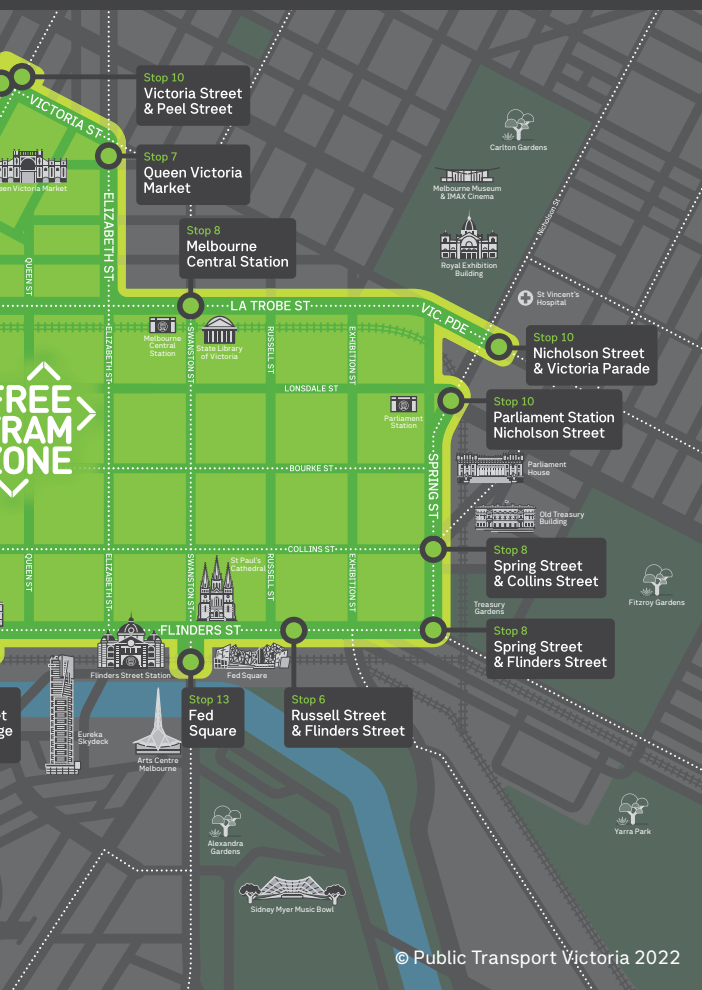 Stop 10
Victoria Street
& Peel Street
VICTORIA ST
Stop 7
Queen Victoria
Market
een Victoria Market
ELIZABETH ST
QUEEN ST
Stop 8
Melbourne
Central Station
Carlton Gardens
Melbourne Museum
& IMAX Cinema
Royal Exhibition
Building
Nicholson St
St Vincent's
Hospital
LA TROBE ST
VIC. PDE
Stop 10
Nicholson Street
& Victoria Parade
Melbourne
Central
Station
State Library
of Victoria
ELIZABETH ST
SWANSTON ST
RUSSELL ST
EXHIBITION ST
LONSDALE ST
Parliament
Station
Stop 10
Parliament Station
Nicholson Street
FREE
TRAM
ZONE
BOURKE ST
SPRING ST
Parliament
House
Old Treasury
Building
COLLINS ST
Stop 8
Spring Street
& Collins Street
QUEEN ST
ELIZABETH ST
SWANSTON ST
St Paul's
Cathedral
RUSSELL ST
EXHIBITION ST
Treasury
Gardens
Fitzroy Gardens
FLINDERS ST
Stop 8
Spring Street
& Flinders Street
Flinders Street Station
Fed Square
Stop 13
Fed
Square
Stop 6
Russell Street
& Flinders Street
Eureka
Skydeck
Arts Centre
Melbourne
Alexandra
Gardens
Yarra Park
Sidney Myer Music Bowl
© Public Transport Victoria 2022